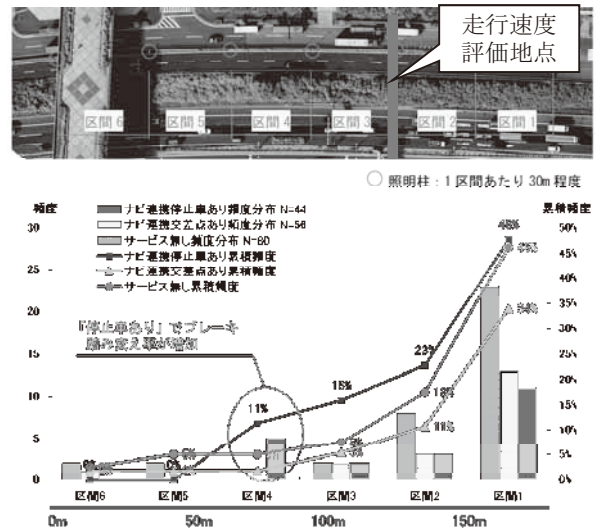 走行速度
評価地点
区間 6
区間 5
区間 4
区間 3
区間 2
区間 1
○ 照明柱：1 区間あたり 30m 程度
頻度
累積頻度
ナビ連携停止車あり頻度分布 N=44
ナビ連携交差点あり頻度分布 N=56
サービス無し頻度分布 N=80
ナビ連携停止車あり累積頻度
ナビ連携交差点あり累積頻度
サービス無し累積頻度
「停止車あり」でブレーキ
踏み変え率が増加
30
25
20
15
10
5
0
50%
45%
40%
35%
30%
25%
20%
15%
10%
5%
0%
11%
23%
11%
34%
区間6
区間5
区間4
区間3
区間2
区間1
0m
50m
100m
150m